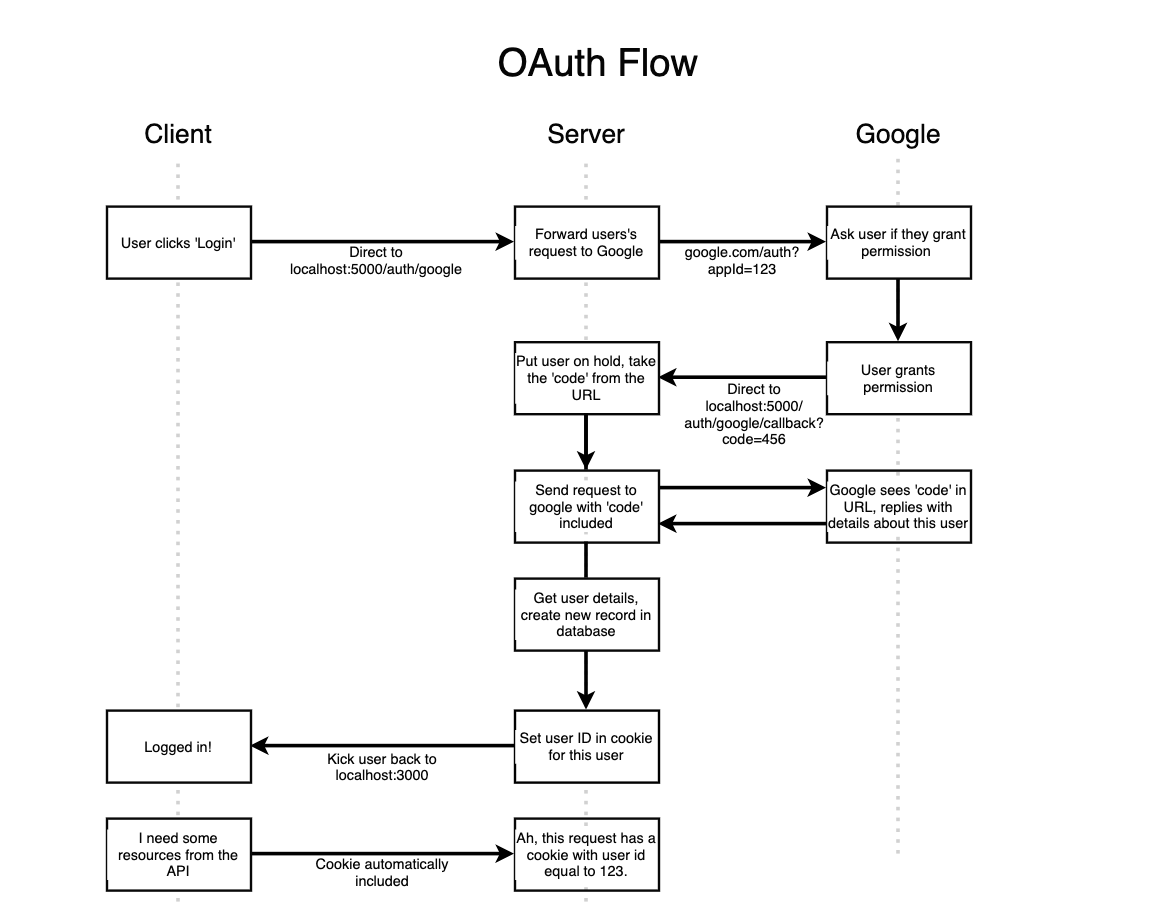 OAuth Flow
Client
Server
Google
User clicks 'Login'
Direct to
localhost:5000/auth/google
Forward users's
request to Google
google.com/auth?
appId=123
Ask user if they grant
permission
Put user on hold, take
the 'code' from the
URL
Direct to
localhost:5000/
auth/google/callback?
code=456
User grants
permission
Send request to
google with 'code'
included
Google sees 'code' in
URL, replies with
details about this user
Get user details,
create new record in
database
Logged in!
Kick user back to
localhost:3000
Set user ID in cookie
for this user
I need some
resources from the
API
Cookie automatically
included
Ah, this request has a
cookie with user id
equal to 123.